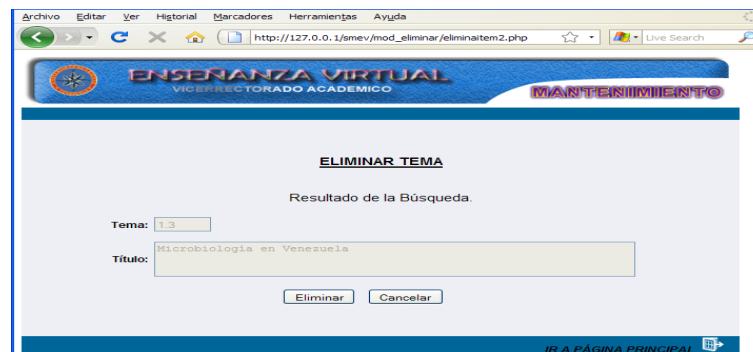 Archivo Editar Ver Historial Marcadores Herramientas Ayuda
http://127.0.0.1/smev/mod_eliminar/eliminaitem2.php Live Search
ENSEÑANZA VIRTUAL
VICERRECTORADO ACADEMICO
MANTENIMIENTO
ELIMINAR TEMA
Resultado de la Búsqueda.
Tema: 1.3
Título: Microbiología en Venezuela
Eliminar Cancelar
IR A PÁGINA PRINCIPAL